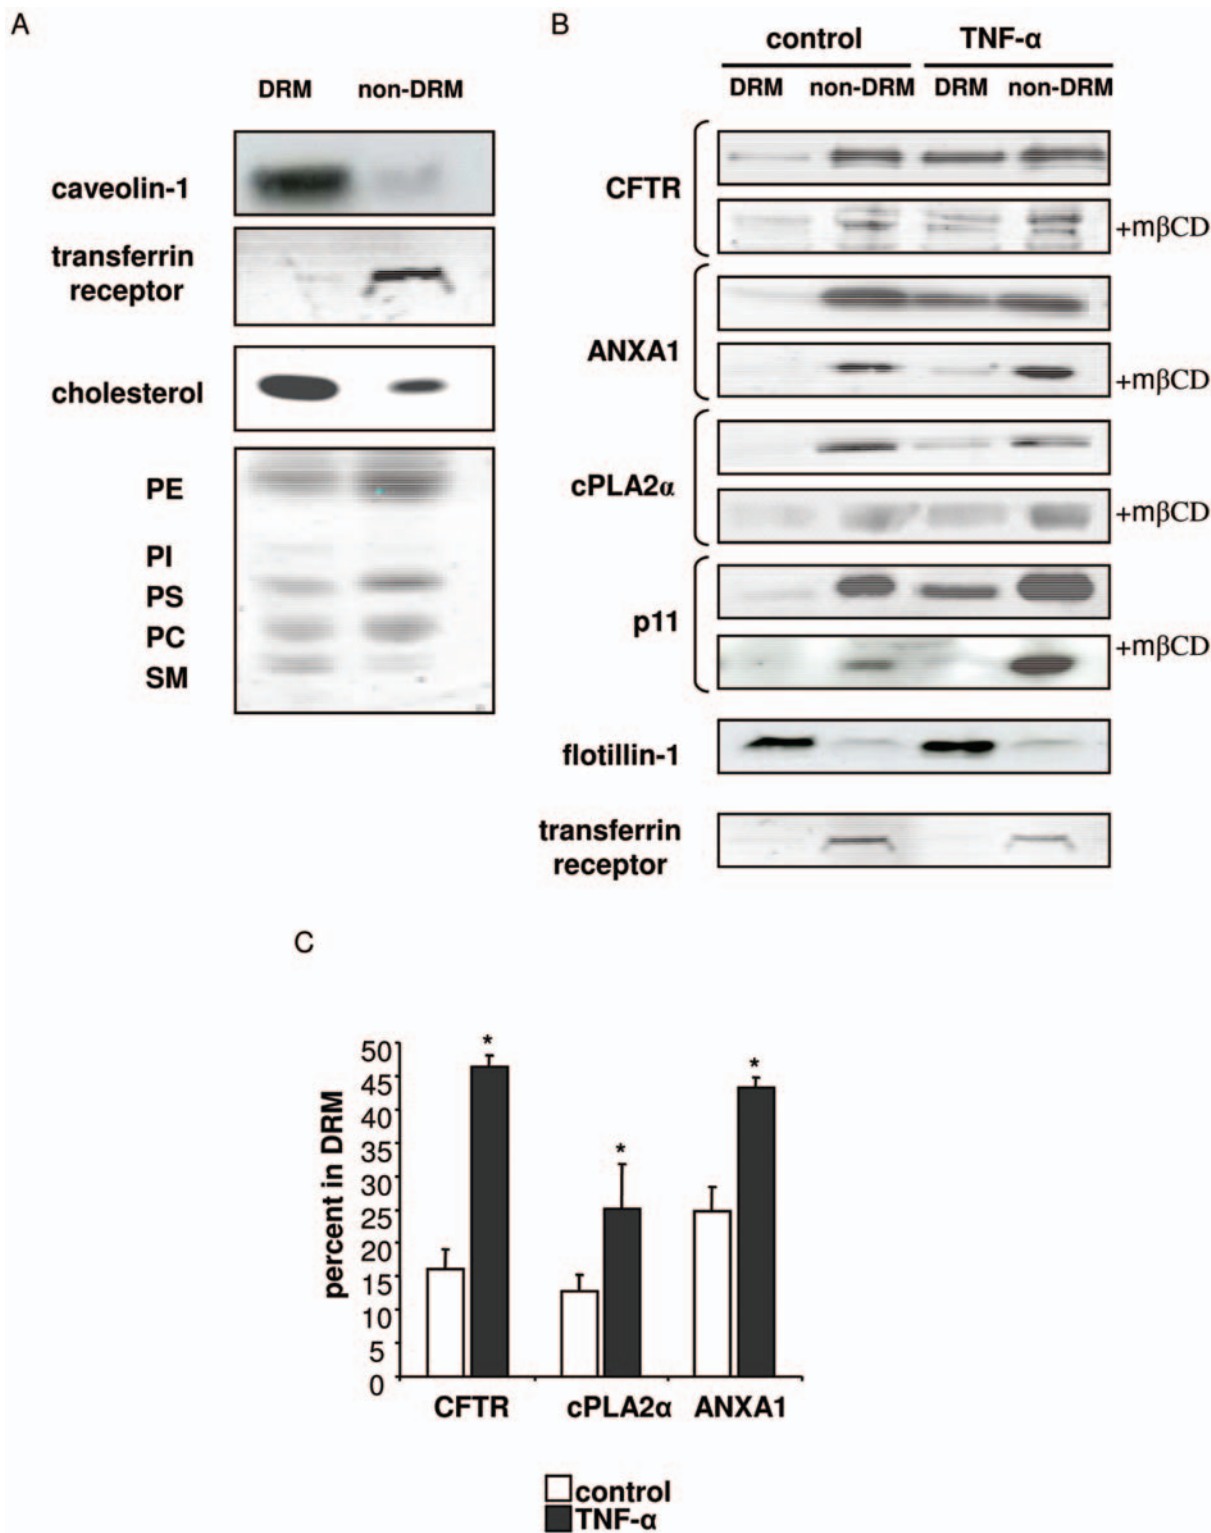 A
DRM non-DRM
caveolin-1
transferrin
receptor
cholesterol
PE
PI
PS
PC
SM
B
control TNF-α
DRM non-DRM DRM non-DRM
CFTR
+mβCD
ANXA1
+mβCD
cPLA2α
+mβCD
p11
+mβCD
flotillin-1
transferrin
receptor
C
percent in DRM
50
45
40
35
30
25
20
15
10
5
0
* * *
CFTR cPLA2α ANXA1
control
TNF-α